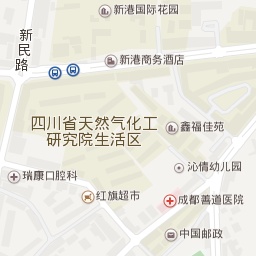 新港国际花园
新民路
新港商务酒店
四川省天然气化工
研究院生活区
鑫福佳苑
沁情幼儿园
瑞康口腔科
红旗超市
成都善道医院
中国邮政